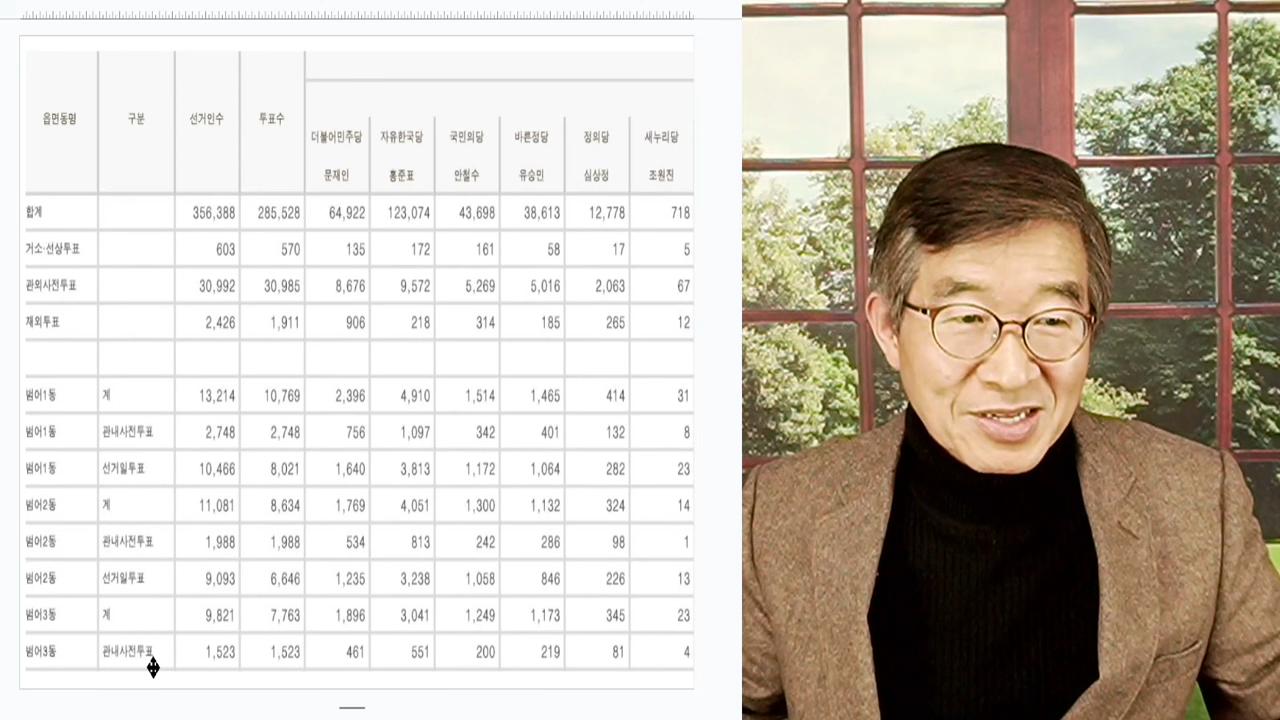 읍면동명 구분 선거인수 투표수
더불어민주당 자유한국당 국민의당 바른정당 정의당 새누리당
문재인 홍준표 안철수 유승민 심상정 조원진
합계 356,388 285,528 64,922 123,074 43,698 38,613 12,778 718
거소·선상투표 603 570 135 172 161 58 17 5
관외사전투표 30,992 30,985 8,676 9,572 5,269 5,016 2,063 67
재외투표 2,426 1,911 906 218 314 185 265 12
범어1동 계 13,214 10,769 2,396 4,910 1,514 1,465 414 31
범어1동 관내사전투표 2,748 2,748 756 1,097 342 401 132 8
범어1동 선거일투표 10,466 8,021 1,640 3,813 1,172 1,064 282 23
범어2동 계 11,081 8,634 1,769 4,051 1,300 1,132 324 14
범어2동 관내사전투표 1,988 1,988 534 813 242 286 98 1
범어2동 선거일투표 9,093 6,646 1,235 3,238 1,058 846 226 13
범어3동 계 9,821 7,763 1,896 3,041 1,249 1,173 345 23
범어3동 관내사전투표 1,523 1,523 461 551 200 219 81 4